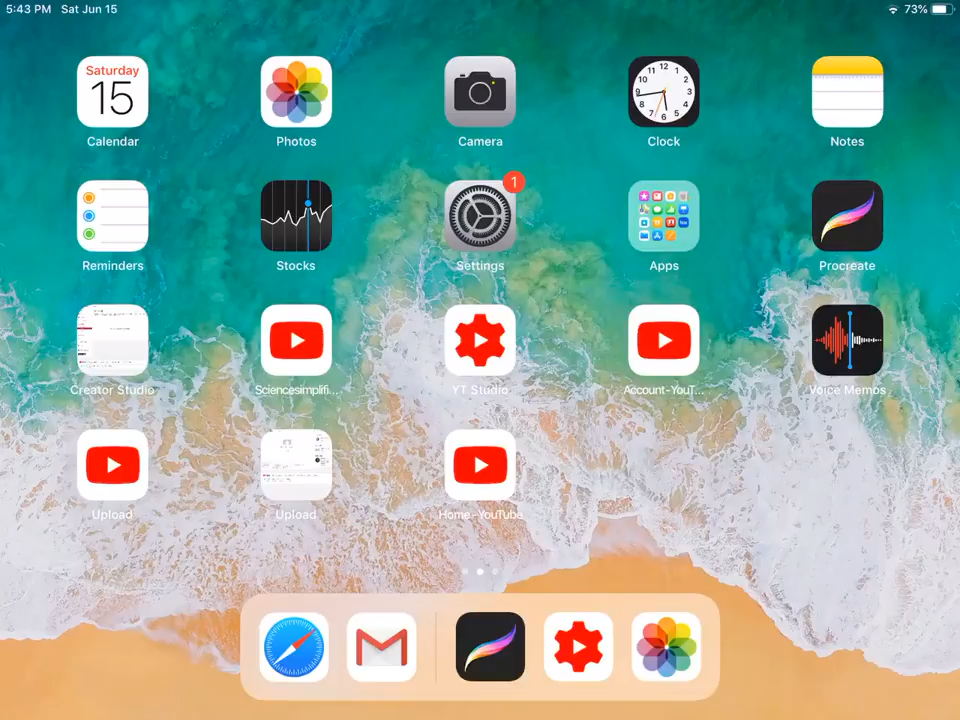 5:43 PM Sat Jun 15
73%
Saturday
15
Calendar
Photos
Camera
Clock
Notes
1
Reminders
Stocks
Settings
Apps
Procreate
Creator Studio
Sciencesimplifi...
YT Studio
Account-YouT...
Voice Memos
Upload
Upload
Home-YouTube